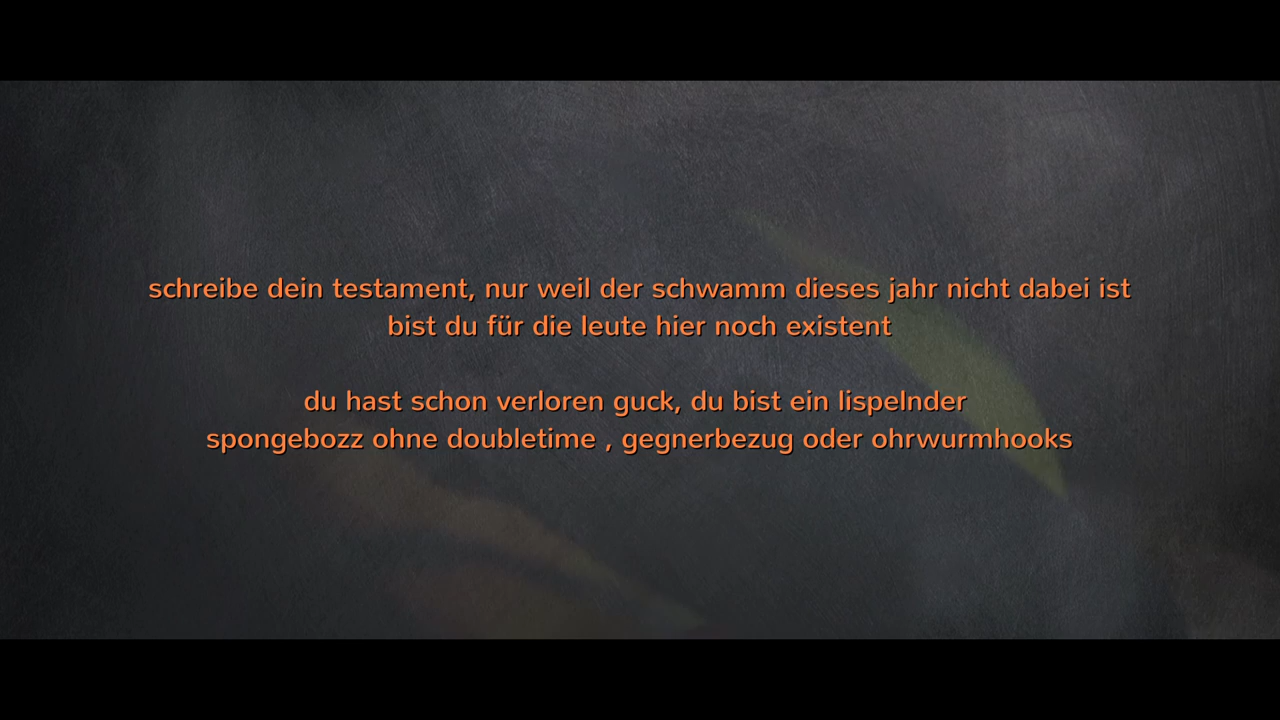 schreibe dein testament, nur weil der schwamm dieses jahr nicht dabei ist
bist du für die leute hier noch existent
du hast schon verloren guck, du bist ein lispelnder
spongebozz ohne doubletime , gegnerbezug oder ohrwurmhooks